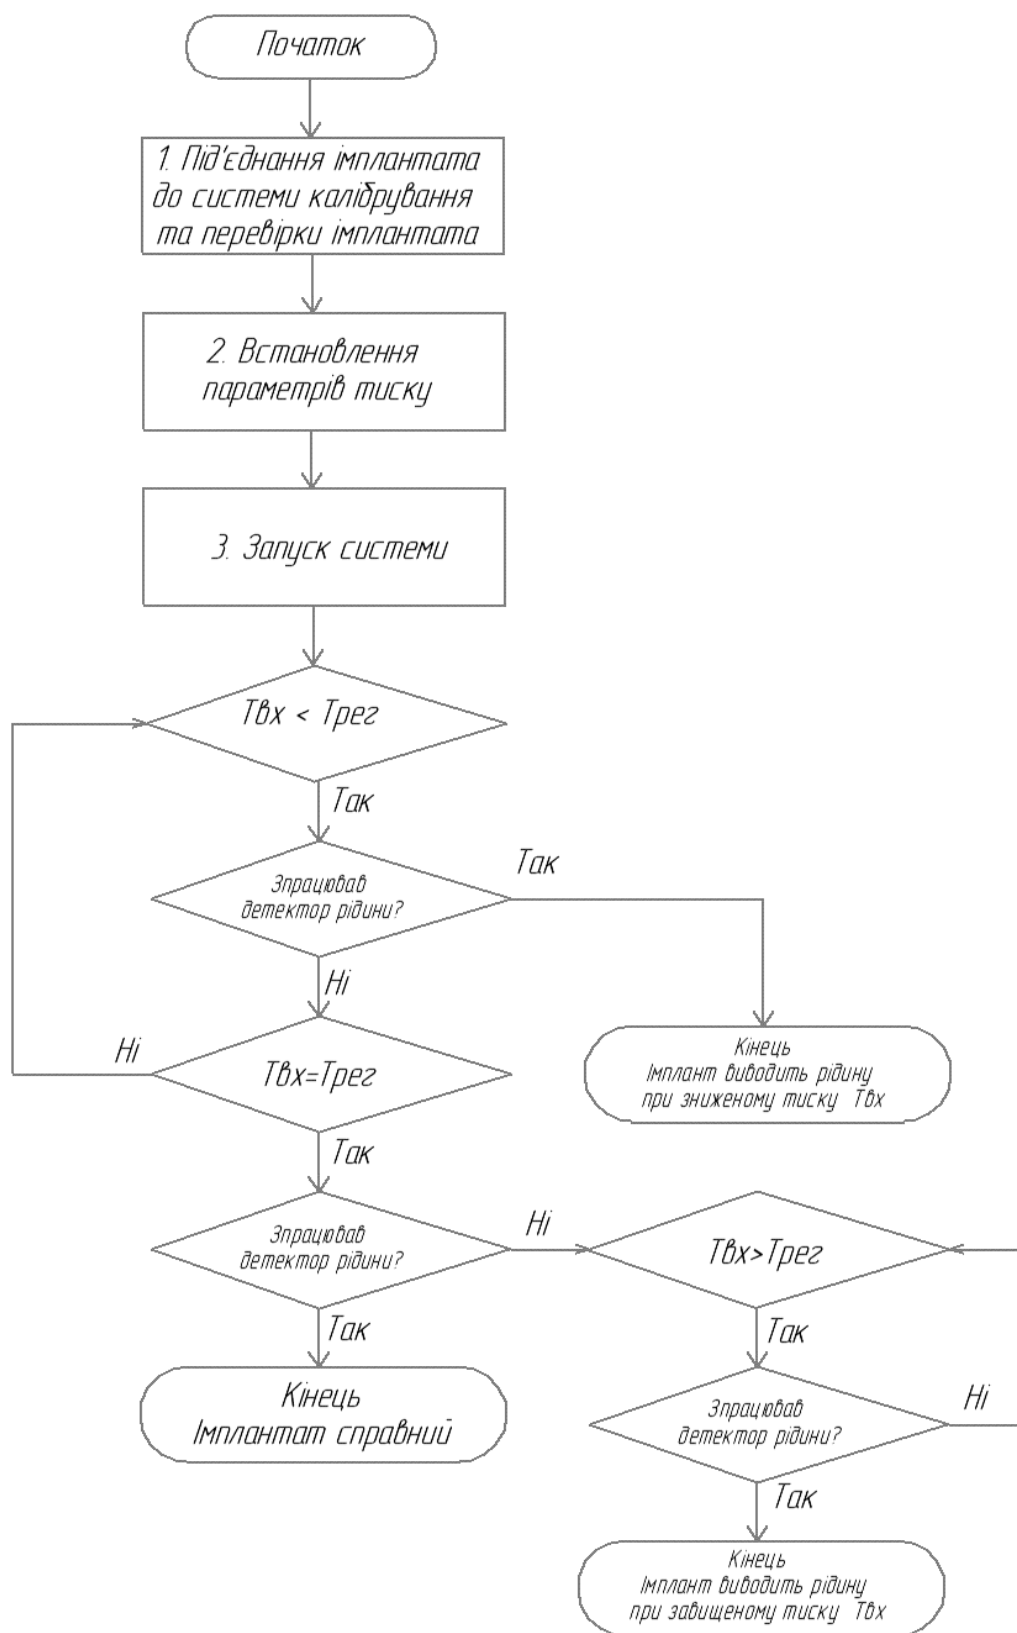 Початок
1. Під'єднання імплантата
до системи калібрування
та перевірки імплантата
2. Встановлення
параметрів тиску
3. Запуск системи
Твх < Трег
Так
Зпрацював
детектор рідини?
Так
Ні
Ні
Твх=Трег
Кінець
Імплант виводить рідину
при зниженому тиску Твх
Так
Зпрацював
детектор рідини?
Ні
Твх>Трег
Так
Так
Кінець
Імплантат справний
Зпрацював
детектор рідини?
Ні
Так
Кінець
Імплант виводить рідину
при завищеному тиску Твх